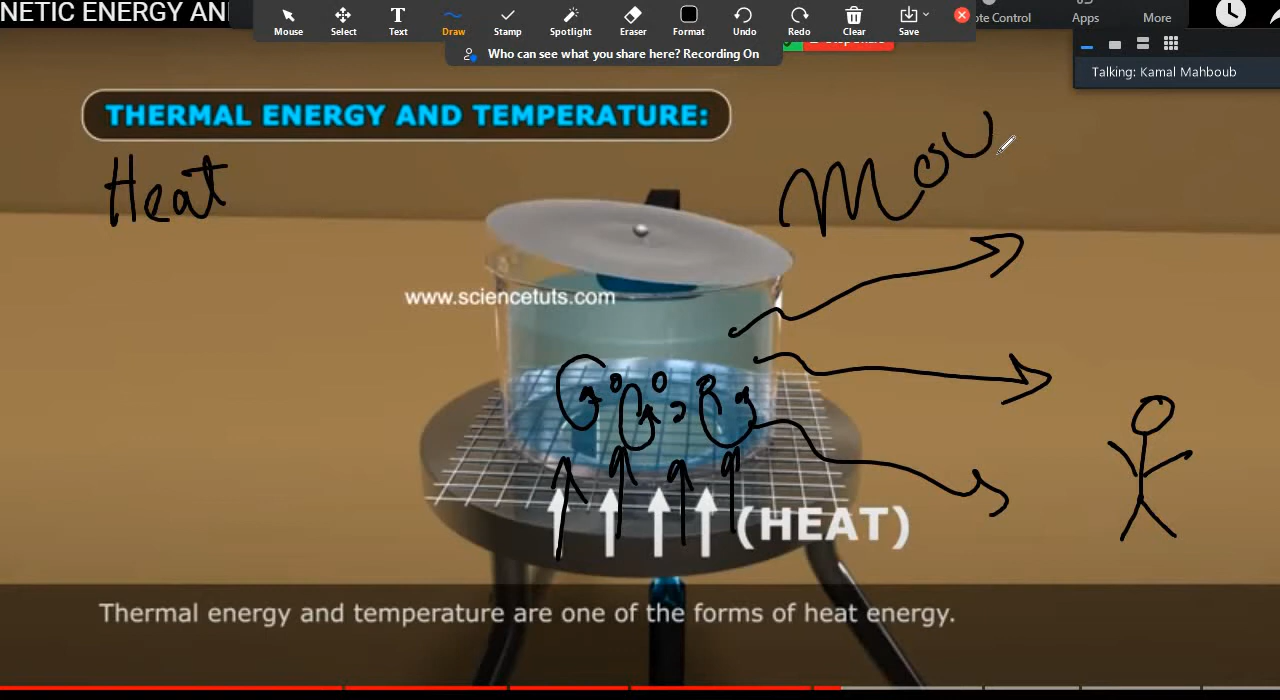 NETIC ENERGY AN
Mouse Select Text Draw Stamp Spotlight Eraser Format Undo Redo Clear Save
ote Control Apps More
Who can see what you share here? Recording On
Talking: Kamal Mahboub
THERMAL ENERGY AND TEMPERATURE:
Heat
Mov
www.sciencetuts.com
(HEAT)
Thermal energy and temperature are one of the forms of heat energy.